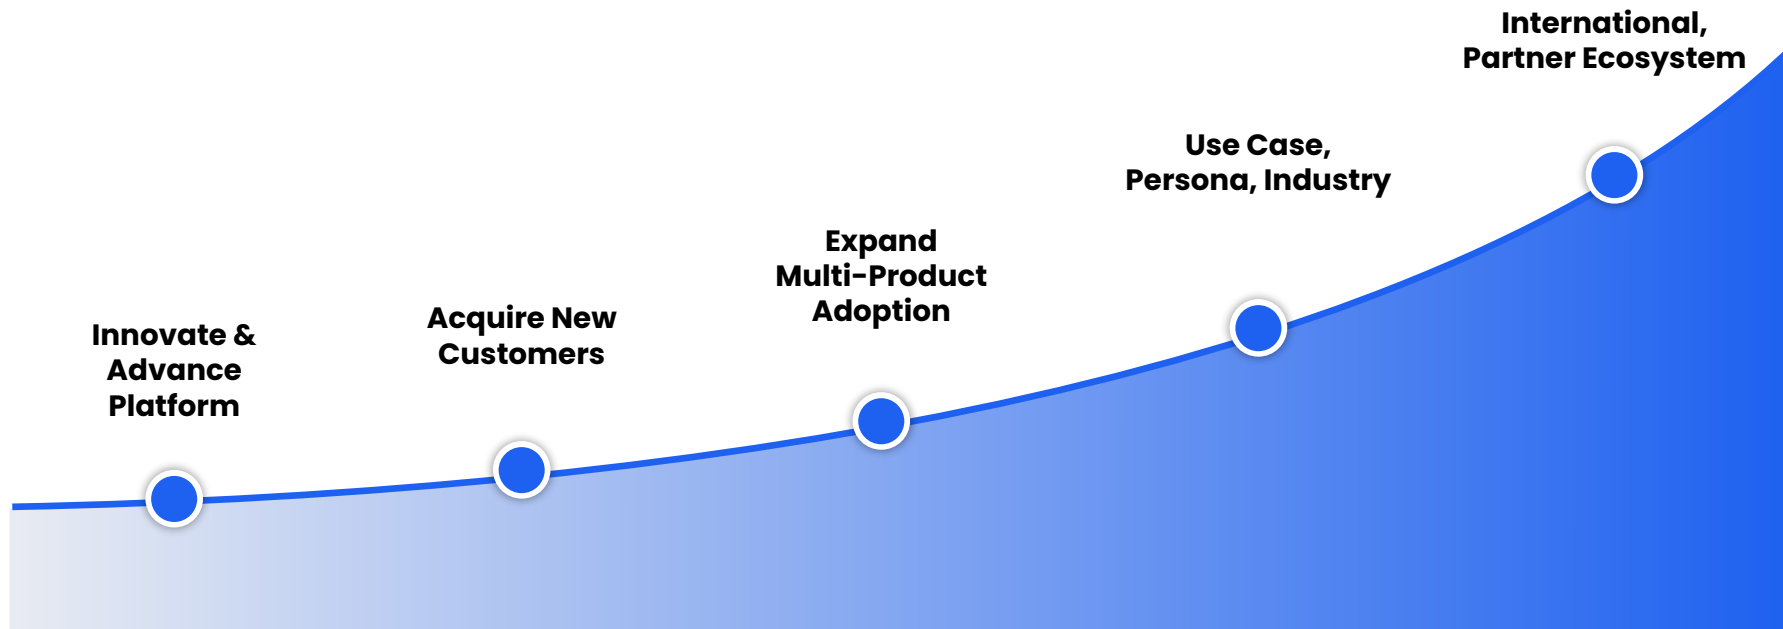 Innovate &
Advance
Platform
Acquire New
Customers
Expand
Multi-Product
Adoption
Use Case,
Persona, Industry
International,
Partner Ecosystem